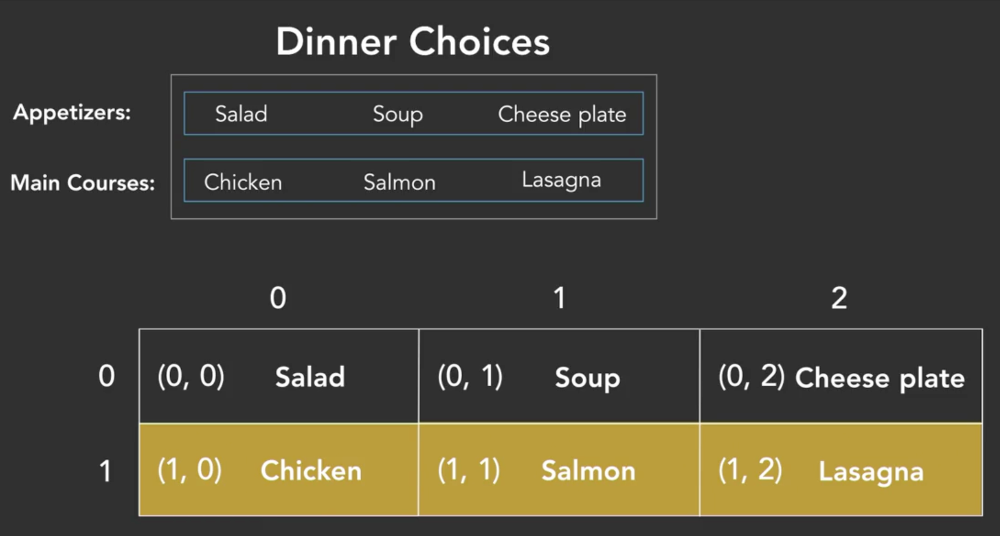 Dinner Choices
Appetizers: Salad Soup Cheese plate
Main Courses: Chicken Salmon Lasagna
0 1 2
0 (0, 0) Salad (0, 1) Soup (0, 2) Cheese plate
1 (1, 0) Chicken (1, 1) Salmon (1, 2) Lasagna